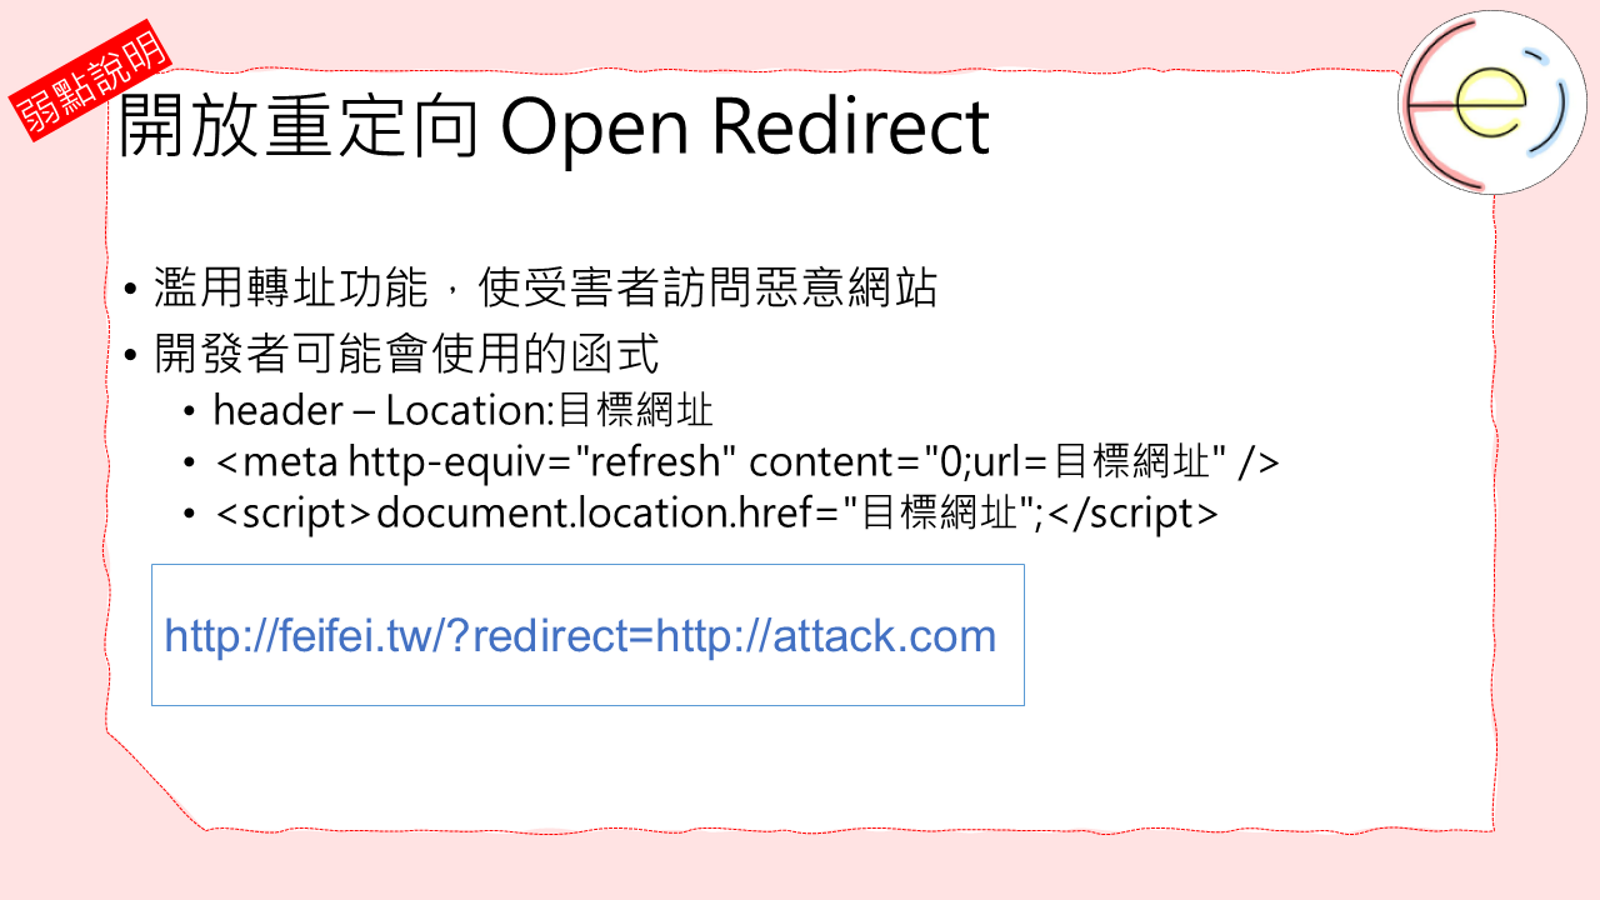 弱點說明
開放重定向 Open Redirect
• 濫用轉址功能，使受害者訪問惡意網站
• 開發者可能會使用的函式
• header – Location:目標網址
• <meta http-equiv="refresh" content="0;url=目標網址" />
• <script>document.location.href="目標網址";</script>
http://feifei.tw/?redirect=http://attack.com